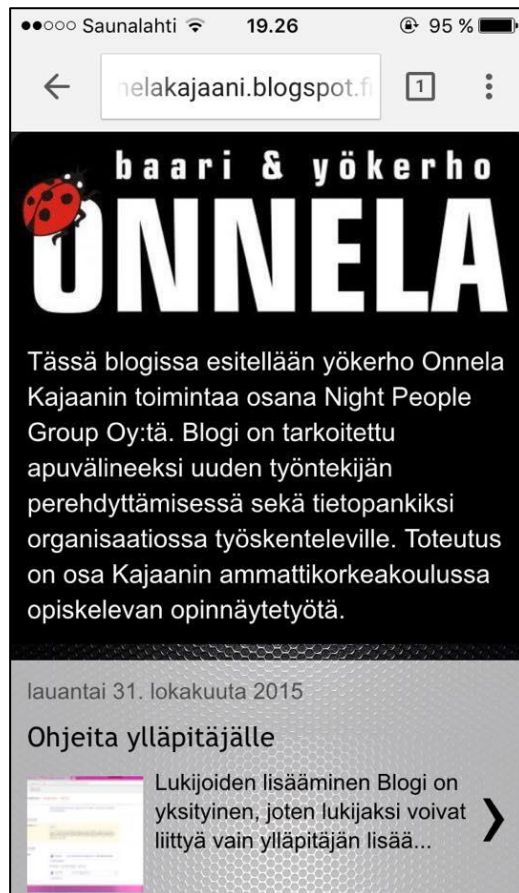 Saunalahti 19.26 95 %
nelakajaani.blogspot.f
1
baari & yökerho
ONNELA
Tässä blogissa esitellään yökerho Onnela
Kajaanin toimintaa osana Night People
Group Oy:tä. Blogi on tarkoitettu
apuvälineeksi uuden työntekijän
perehdyttämisessä sekä tietopankiksi
organisaatiossa työskenteleville. Toteutus
on osa Kajaanin ammattikorkeakoulussa
opiskelevan opinnäytetyötä.
lauantai 31. lokakuuta 2015
Ohjeita ylläpitäjälle
Lukijoiden lisääminen Blogi on
yksityinen, joten lukijaksi voivat
liittyä vain ylläpitäjän lisää...